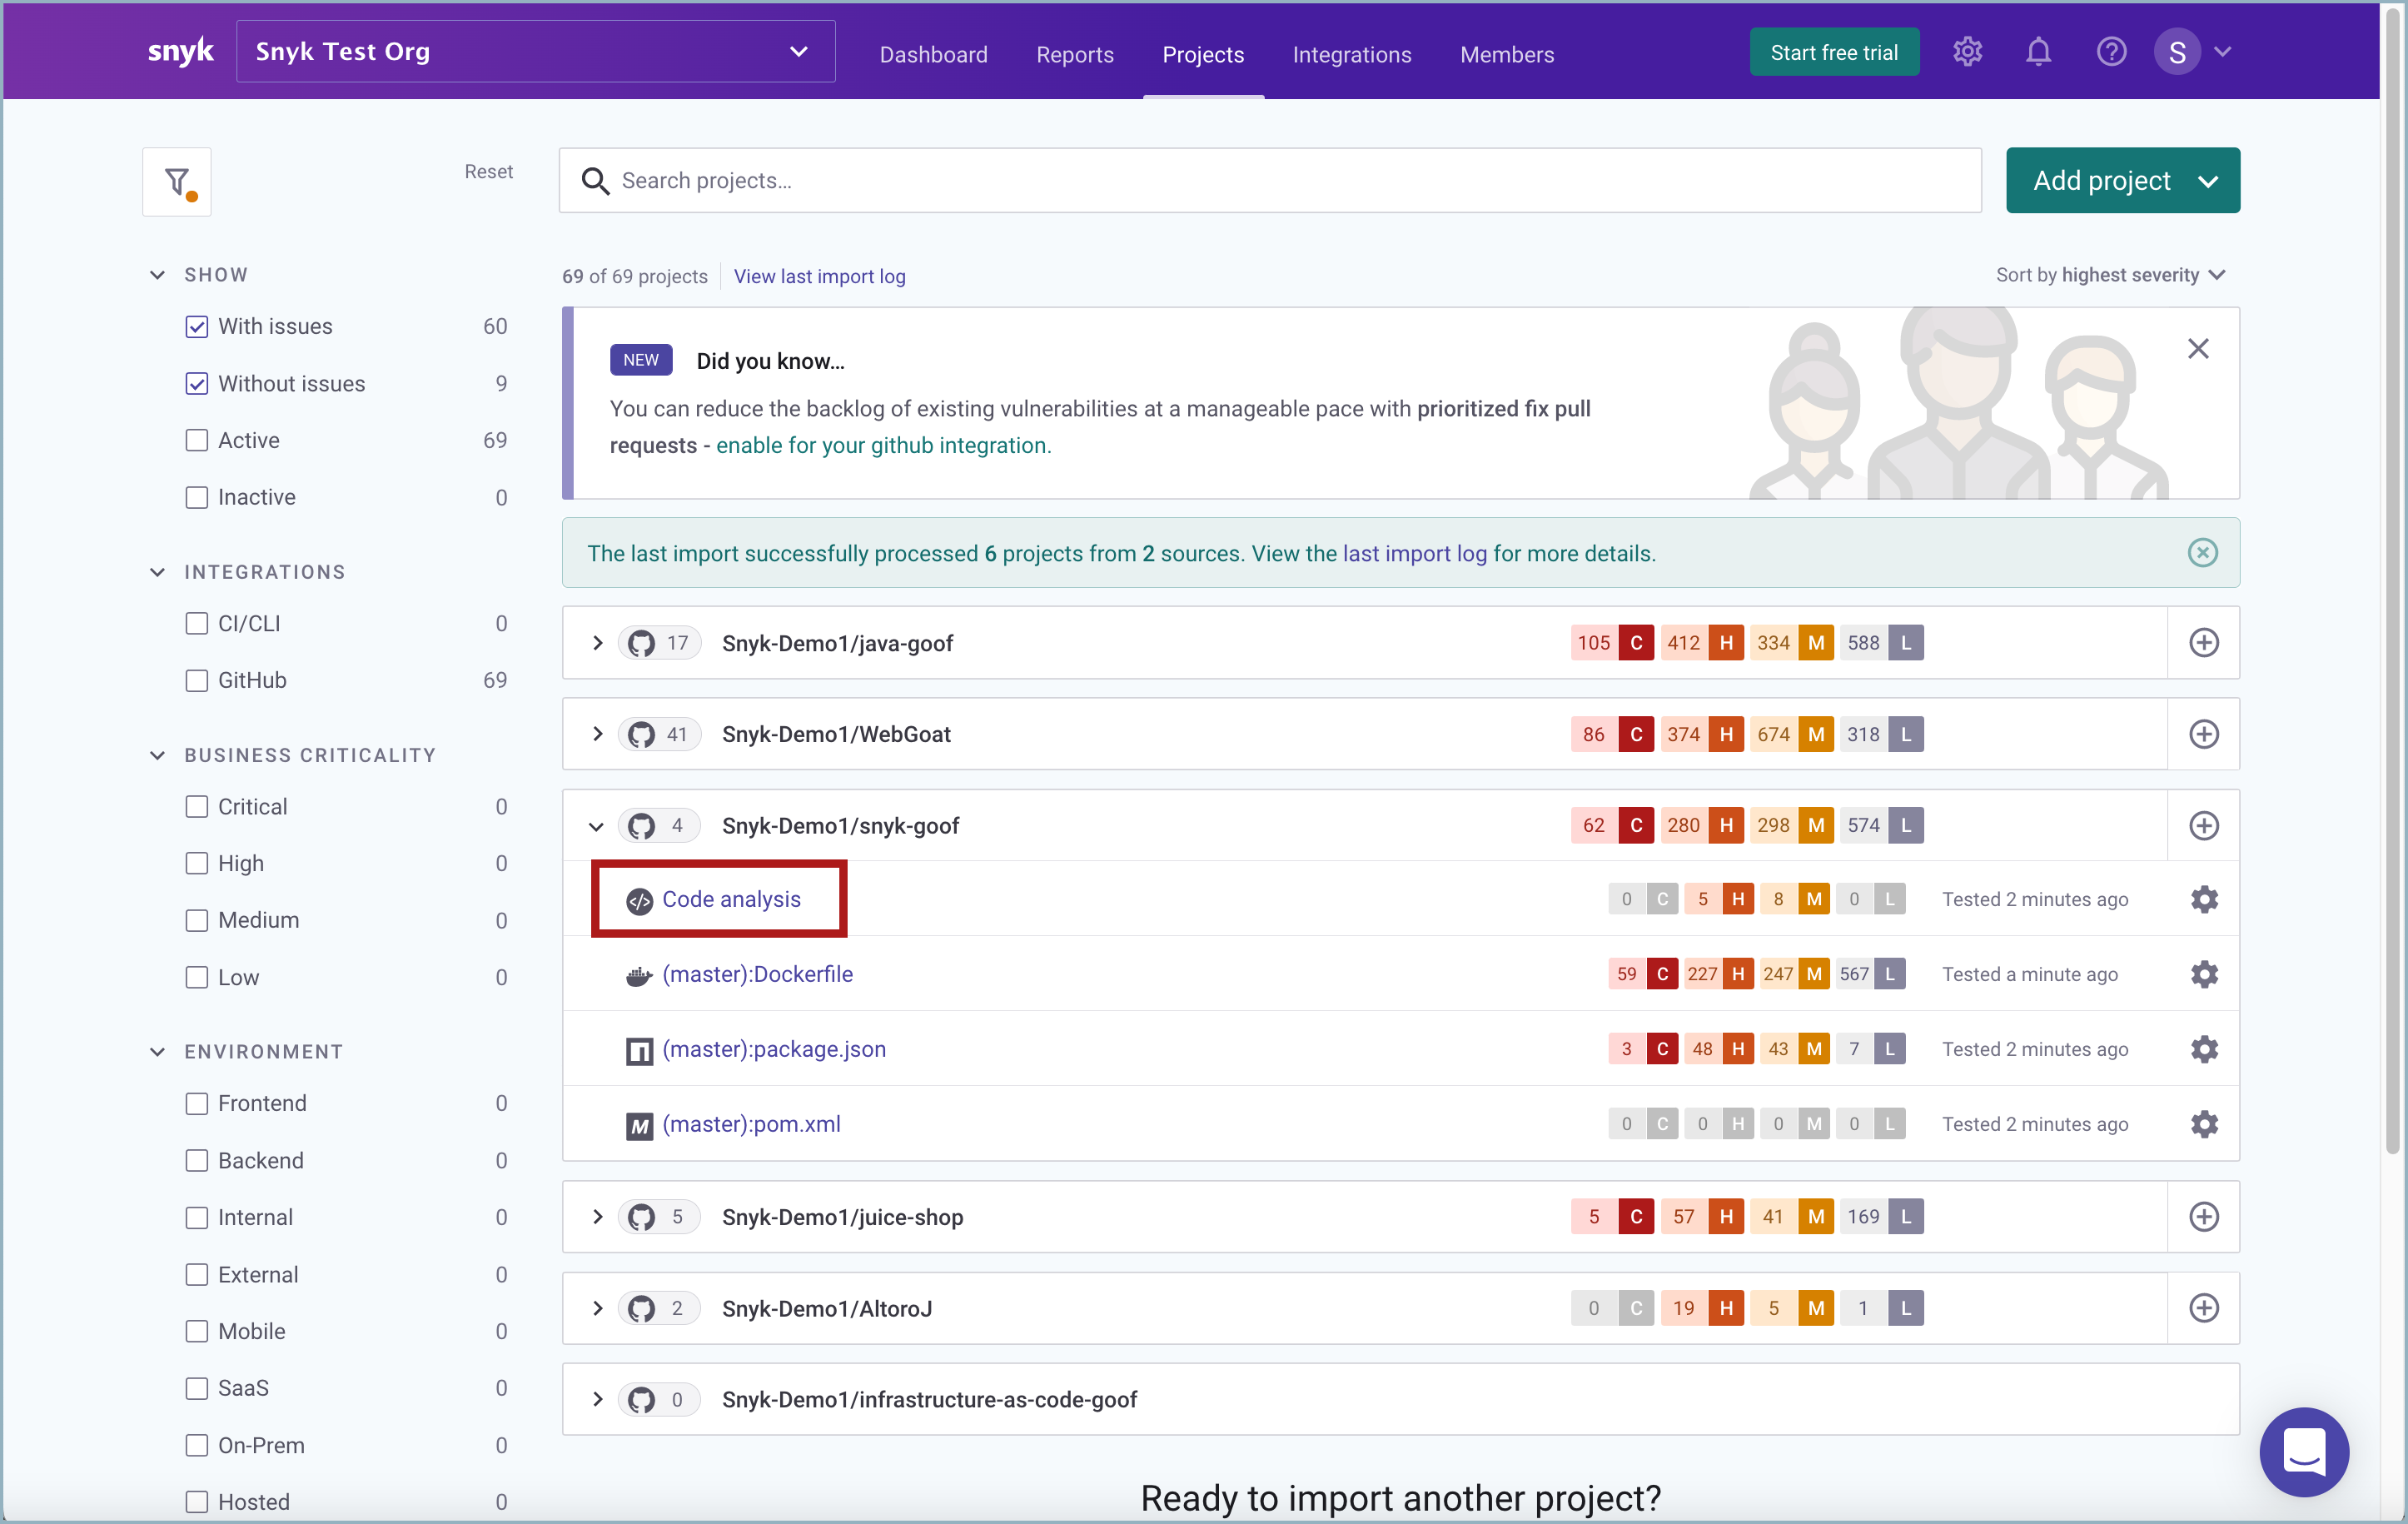 snyk Snyk Test Org Dashboard Reports Projects Integrations Members Start free trial S
Reset Search projects... Add project
SHOW
With issues 60
Without issues 9
Active 69
Inactive 0
INTEGRATIONS
CI/CLI 0
GitHub 69
BUSINESS CRITICALITY
Critical 0
High 0
Medium 0
Low 0
ENVIRONMENT
Frontend 0
Backend 0
Internal 0
External 0
Mobile 0
SaaS 0
On-Prem 0
Hosted 0
69 of 69 projects View last import log Sort by highest severity
NEW Did you know...
You can reduce the backlog of existing vulnerabilities at a manageable pace with prioritized fix pull
requests - enable for your github integration.
The last import successfully processed 6 projects from 2 sources. View the last import log for more details.
17 Snyk-Demo1/java-goof 105 C 412 H 334 M 588 L
41 Snyk-Demo1/WebGoat 86 C 374 H 674 M 318 L
4 Snyk-Demo1/snyk-goof 62 C 280 H 298 M 574 L
</> Code analysis 0 C 5 H 8 M 0 L Tested 2 minutes ago
(master):Dockerfile 59 C 227 H 247 M 567 L Tested a minute ago
(master):package.json 3 C 48 H 43 M 7 L Tested 2 minutes ago
M (master):pom.xml 0 C 0 H 0 M 0 L Tested 2 minutes ago
5 Snyk-Demo1/juice-shop 5 C 57 H 41 M 169 L
2 Snyk-Demo1/AltoroJ 0 C 19 H 5 M 1 L
0 Snyk-Demo1/infrastructure-as-code-goof
Ready to import another project?